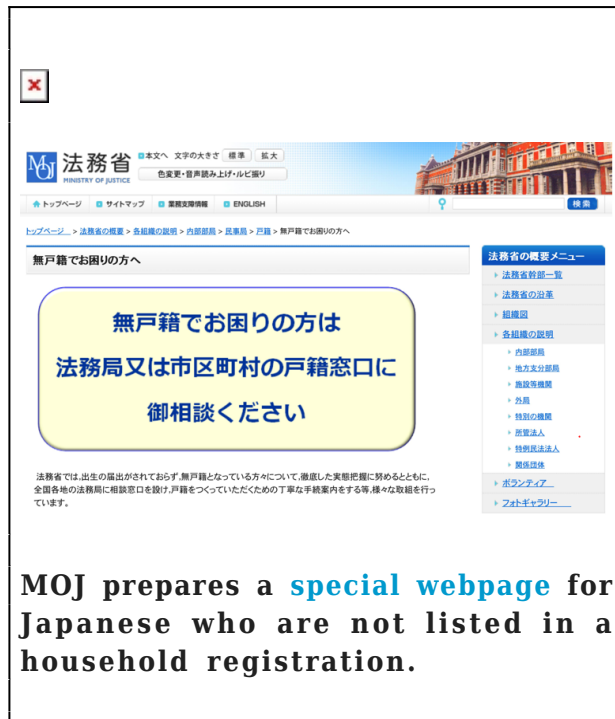 MOJ 法務省 本文へ 文字の大きさ 標準 拡大
MINISTRY OF JUSTICE 色変更・音声読み上げ・ルビ振り
トップページ サイトマップ 業務支障情報 ENGLISH 検索
トップページ > 法務省の概要 > 各組織の説明 > 内部部局 > 民事局 > 戸籍 > 無戸籍でお困りの方へ
無戸籍でお困りの方へ
無戸籍でお困りの方は
法務局又は市区町村の戸籍窓口に
御相談ください
法務省では,出生の届出がされておらず,無戸籍となっている方々について,徹底した実態把握に努めるとともに,
全国各地の法務局に相談窓口を設け,戸籍をつくっていただくための丁寧な手続案内をする等,様々な取組を行っ
ています。
法務省の概要メニュー
法務省幹部一覧
法務省の沿革
組織図
各組織の説明
内部部局
地方支分部局
施設等機関
外局
特別の機関
所管法人
特例民法法人
関係団体
ボランティア
フォトギャラリー
MOJ prepares a special webpage for
Japanese who are not listed in a
household registration.